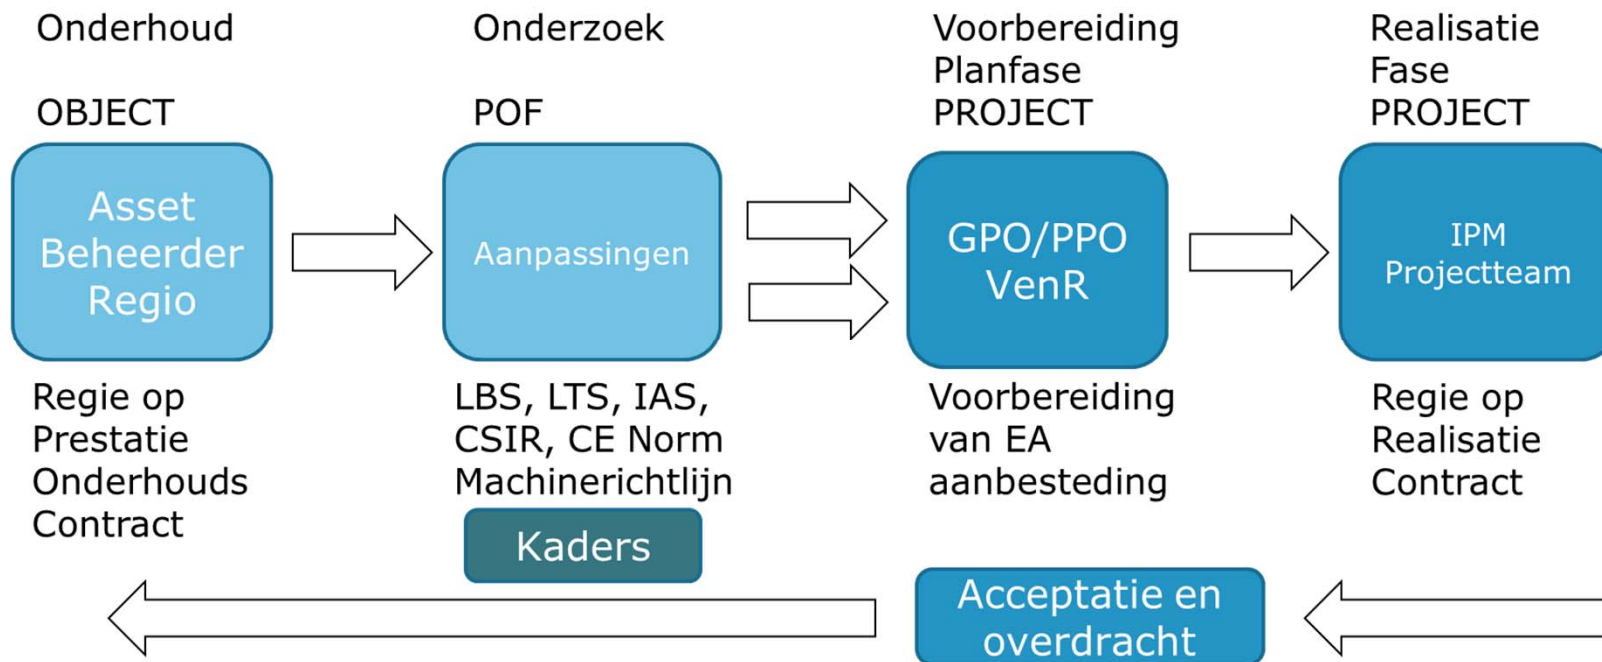 Onderhoud
OBJECT
Asset
Beheerder
Regio
Regie op
Prestatie
Onderhouds
Contract
Onderzoek
POF
Aanpassingen
LBS, LTS, IAS,
CSIR, CE Norm
Machinerichtlijn
Kaders
Voorbereiding
Planfase
PROJECT
GPO/PPO
VenR
Voorbereiding
van EA
aanbesteding
Realisatie
Fase
PROJECT
IPM
Projectteam
Regie op
Realisatie
Contract
Acceptatie en
overdracht